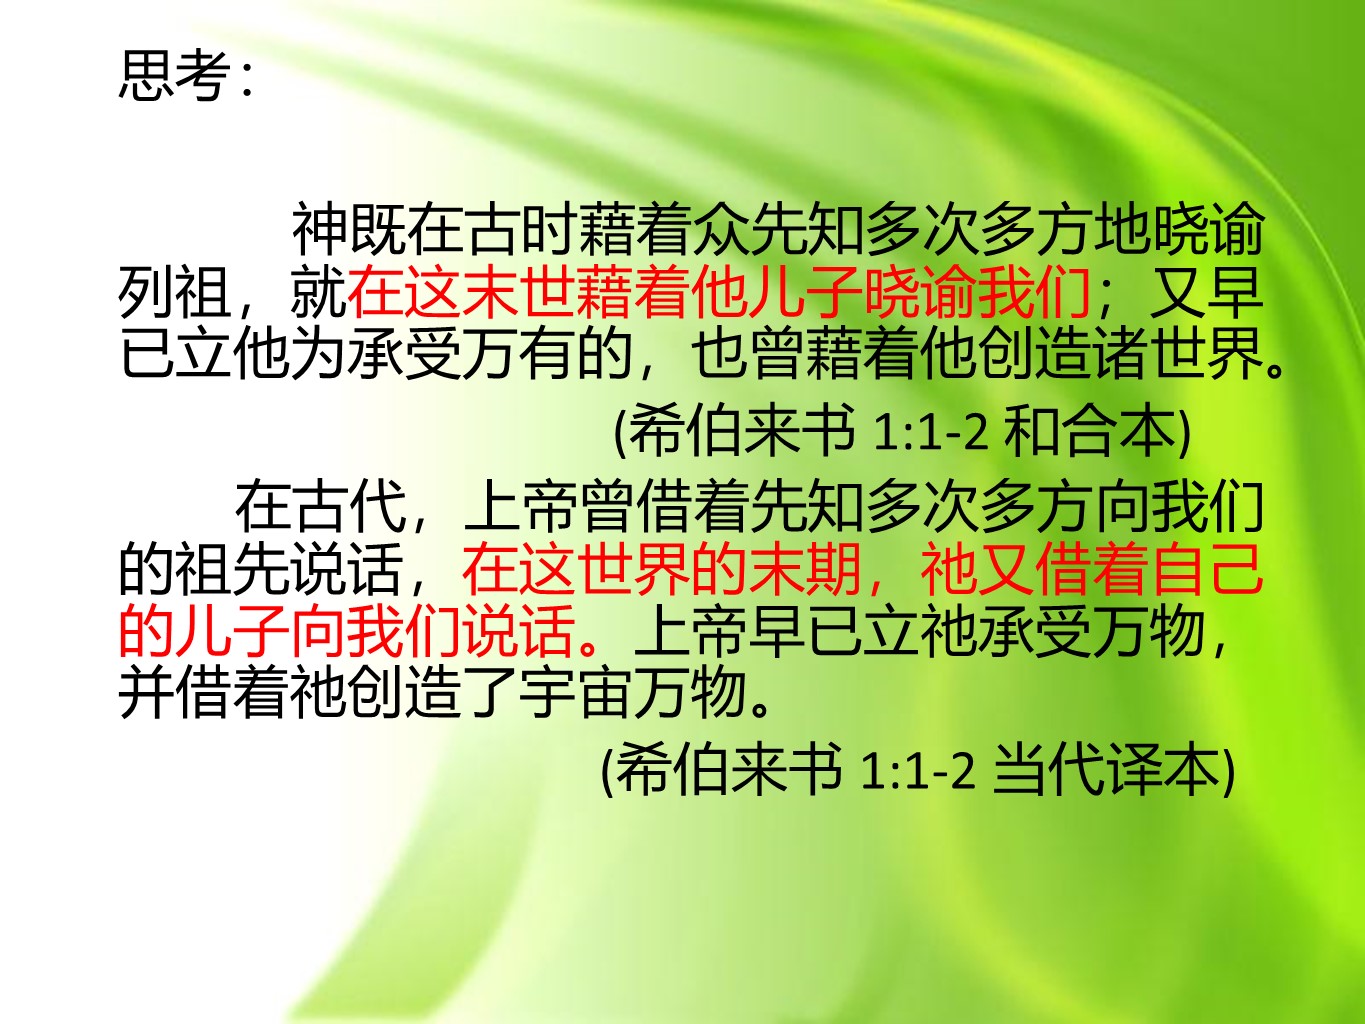 思考：
神既在古时藉着众先知多次多方地晓谕
列祖，就在这末世藉着他儿子晓谕我们；又早
已立他为承受万有的，也曾藉着他创造诸世界。
(希伯来书 1:1-2 和合本)
在古代，上帝曾借着先知多次多方向我们
的祖先说话，在这世界的末期，祂又借着自己
的儿子向我们说话。上帝早已立祂承受万物，
并借着祂创造了宇宙万物。
(希伯来书 1:1-2 当代译本)